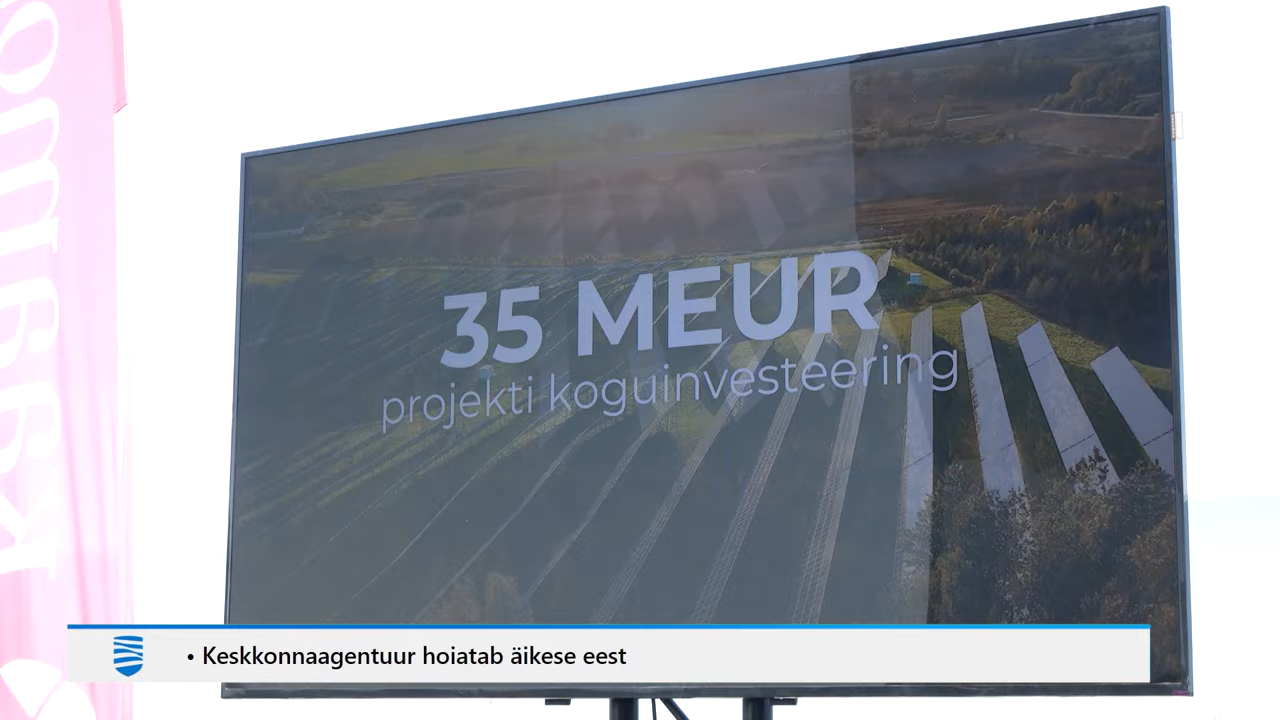 35 MEUR
projekti koguinvesteering
• Keskkonnaagentuur hoiatab äikese eest